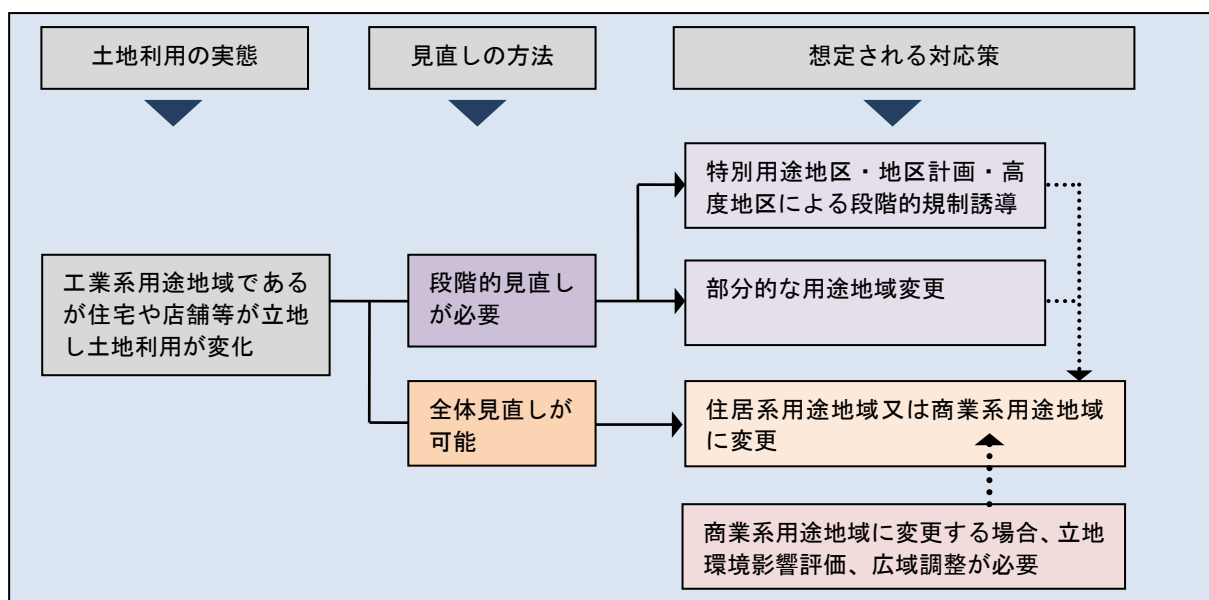 土地利用の実態
見直しの方法
想定される対応策
特別用途地区・地区計画・高
度地区による段階的規制誘導
工業系用途地域である
が住宅や店舗等が立地
し土地利用が変化
段階的見直し
が必要
部分的な用途地域変更
全体見直しが
可能
住居系用途地域又は商業系用途地域
に変更
商業系用途地域に変更する場合、立地
環境影響評価、広域調整が必要